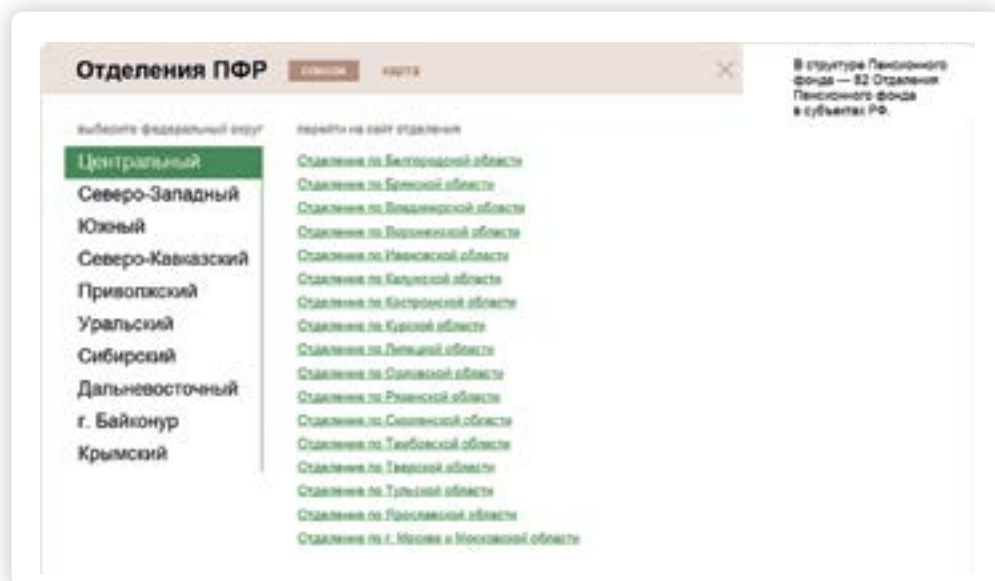 Отделения ПФР список карта
В структуре Пенсионного
фонда — 82 Отделения
Пенсионного фонда
в субъектах РФ.
выберите федеральный округ
Центральный
Северо-Западный
Южный
Северо-Кавказский
Приволжский
Уральский
Сибирский
Дальневосточный
г. Байконур
Крымский
перейти на сайт отделения
Отделение по Белгородской области
Отделение по Брянской области
Отделение по Владимирской области
Отделение по Воронежской области
Отделение по Ивановской области
Отделение по Калужской области
Отделение по Костромской области
Отделение по Курской области
Отделение по Липецкой области
Отделение по Орловской области
Отделение по Рязанской области
Отделение по Смоленской области
Отделение по Тамбовской области
Отделение по Тверской области
Отделение по Тульской области
Отделение по Ярославской области
Отделение по г. Москве и Московской области